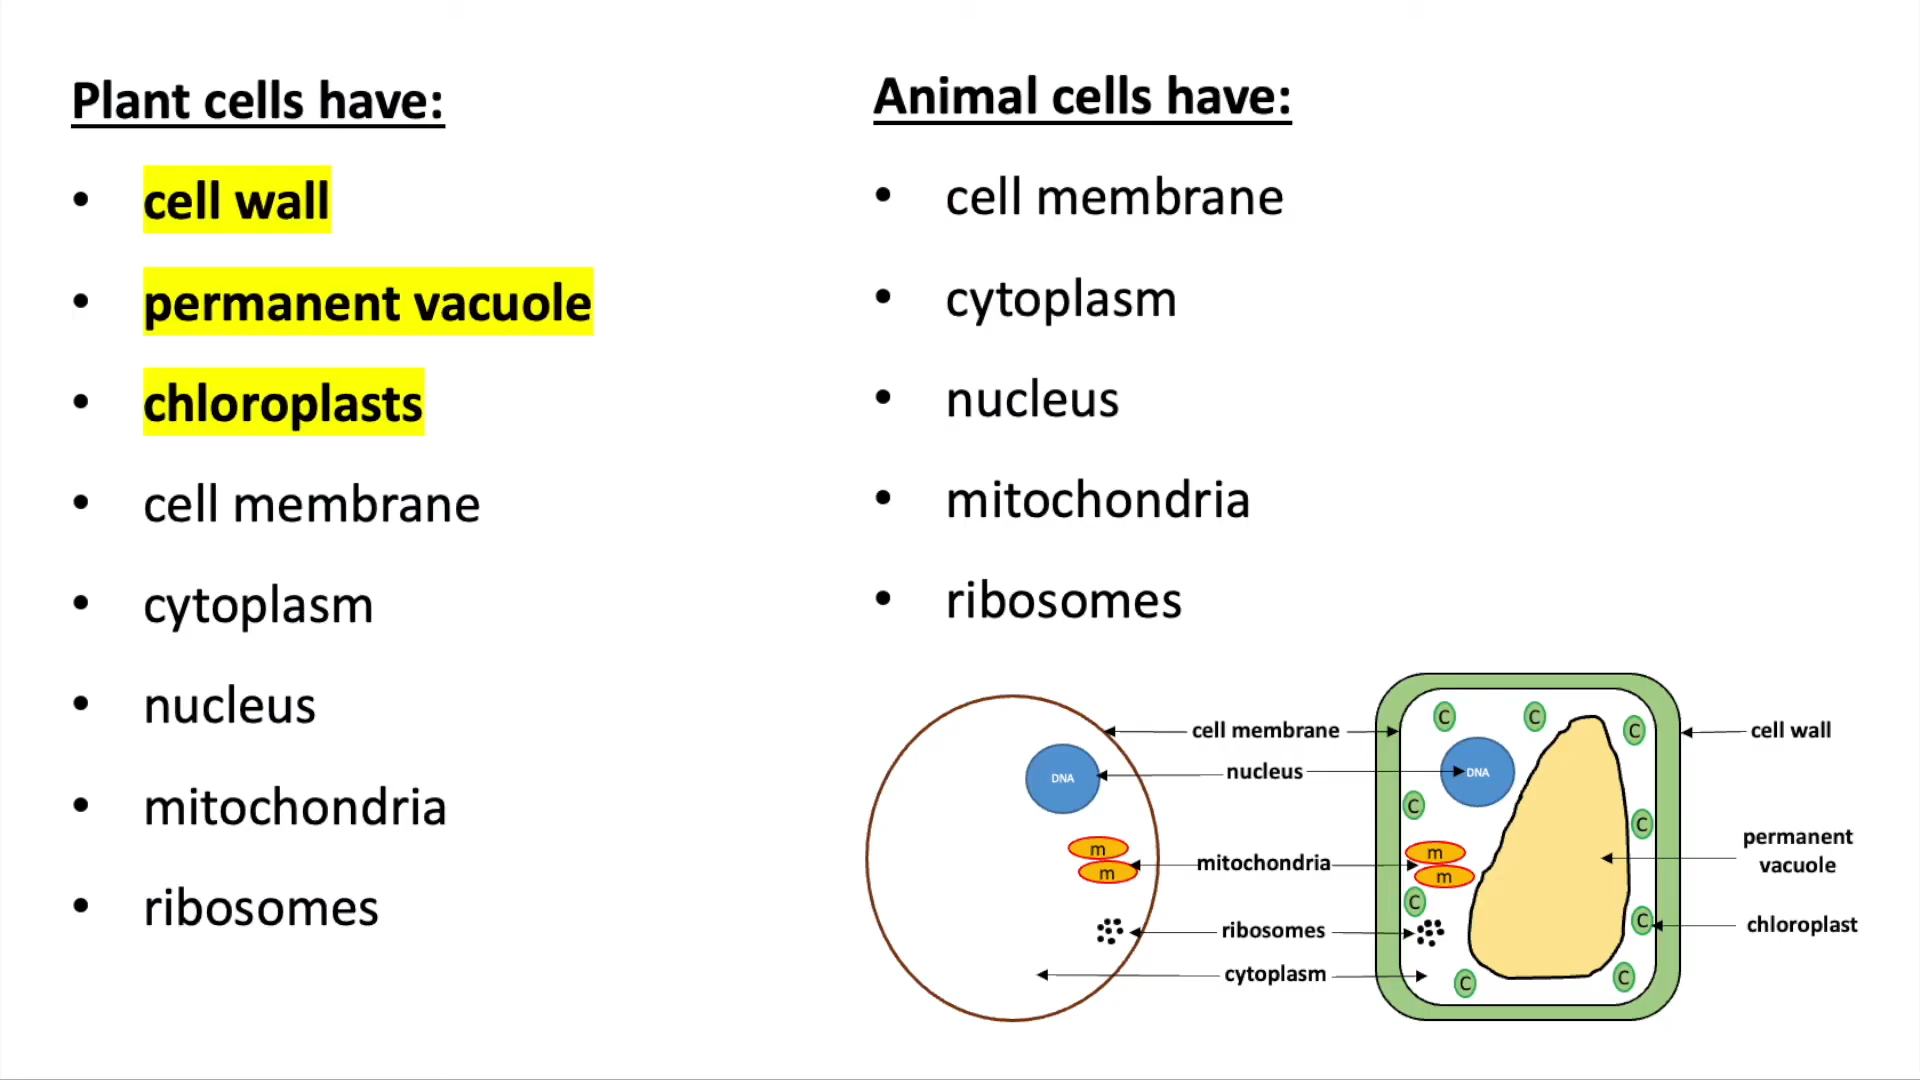 Plant cells have:
• cell wall
• permanent vacuole
• chloroplasts
• cell membrane
• cytoplasm
• nucleus
• mitochondria
• ribosomes
Animal cells have:
• cell membrane
• cytoplasm
• nucleus
• mitochondria
• ribosomes
cell membrane
nucleus
mitochondria
ribosomes
cytoplasm
DNA
m
m
DNA
m
m
C
C
C
C
C
C
C
C
C
cell wall
permanent
vacuole
chloroplast